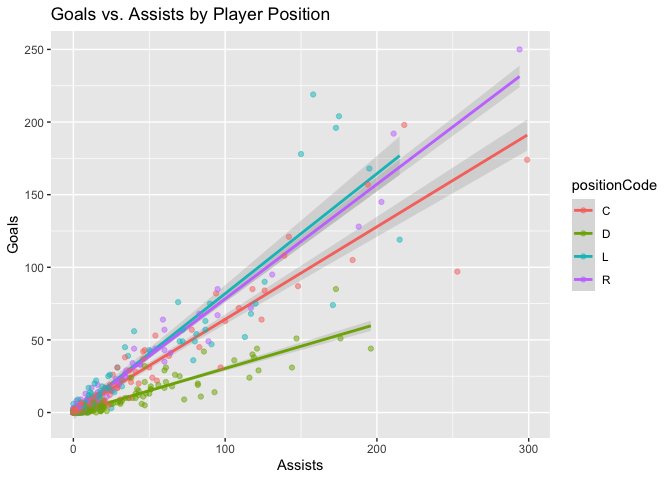 Goals vs. Assists by Player Position
250
200
150
100
50
0
Goals
0 100 200 300
Assists
positionCode
C
D
L
R